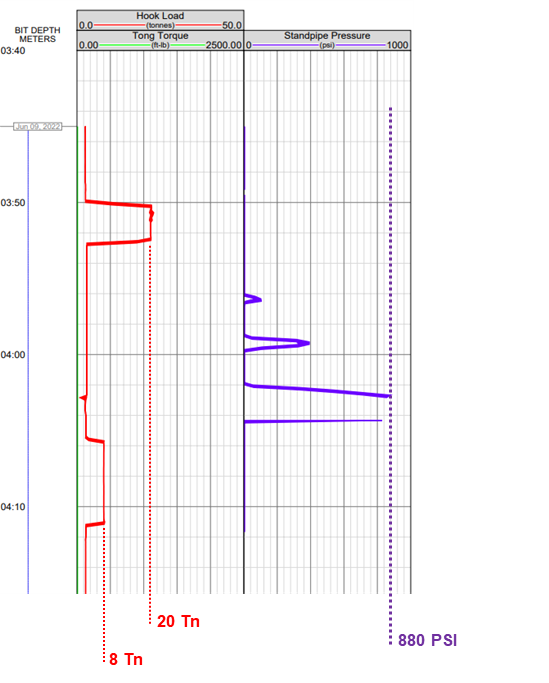 Hook Load
0.0 (tonnes) 50.0
BIT DEPTH
METERS
Tong Torque
0.00 (ft-lb) 2500.00
Standpipe Pressure
0 (psi) 1000
03:40
Jun 09, 2022
03:50
04:00
04:10
20 Tn
880 PSI
8 Tn